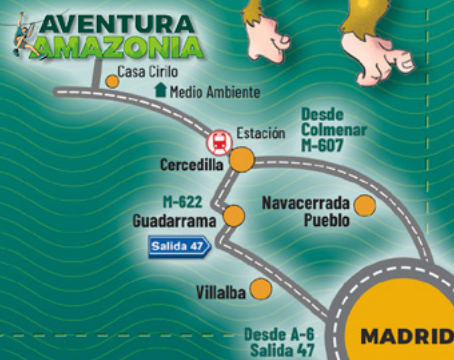 AVENTURA
AMAZONIA
Casa Cirilo
Medio Ambiente
Estación
Desde
Colmenar
M-607
Cercedilla
M-622
Guadarrama
Navacerrada
Pueblo
Salida 47
Villalba
Desde A-6
Salida 47
MADRID